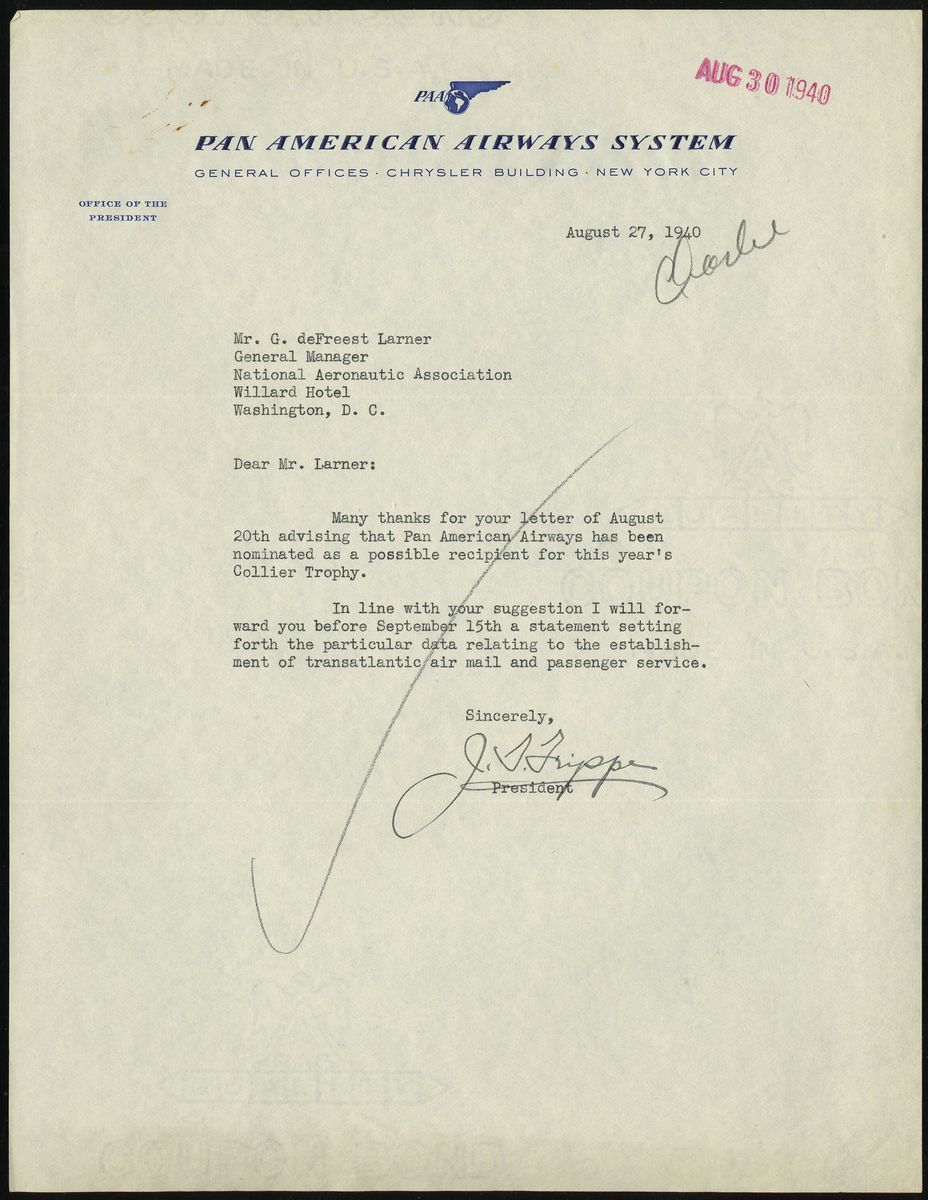 AUG 30 1940
PAA
PAN AMERICAN AIRWAYS SYSTEM
GENERAL OFFICES · CHRYSLER BUILDING · NEW YORK CITY
OFFICE OF THE
PRESIDENT
August 27, 1940
Mr. G. deFreest Larner
General Manager
National Aeronautic Association
Willard Hotel
Washington, D. C.
Dear Mr. Larner:
Many thanks for your letter of August
20th advising that Pan American Airways has been
nominated as a possible recipient for this year's
Collier Trophy.
In line with your suggestion I will for-
ward you before September 15th a statement setting
forth the particular data relating to the establish-
ment of transatlantic air mail and passenger service.
Sincerely,
J. T. Trippe
President